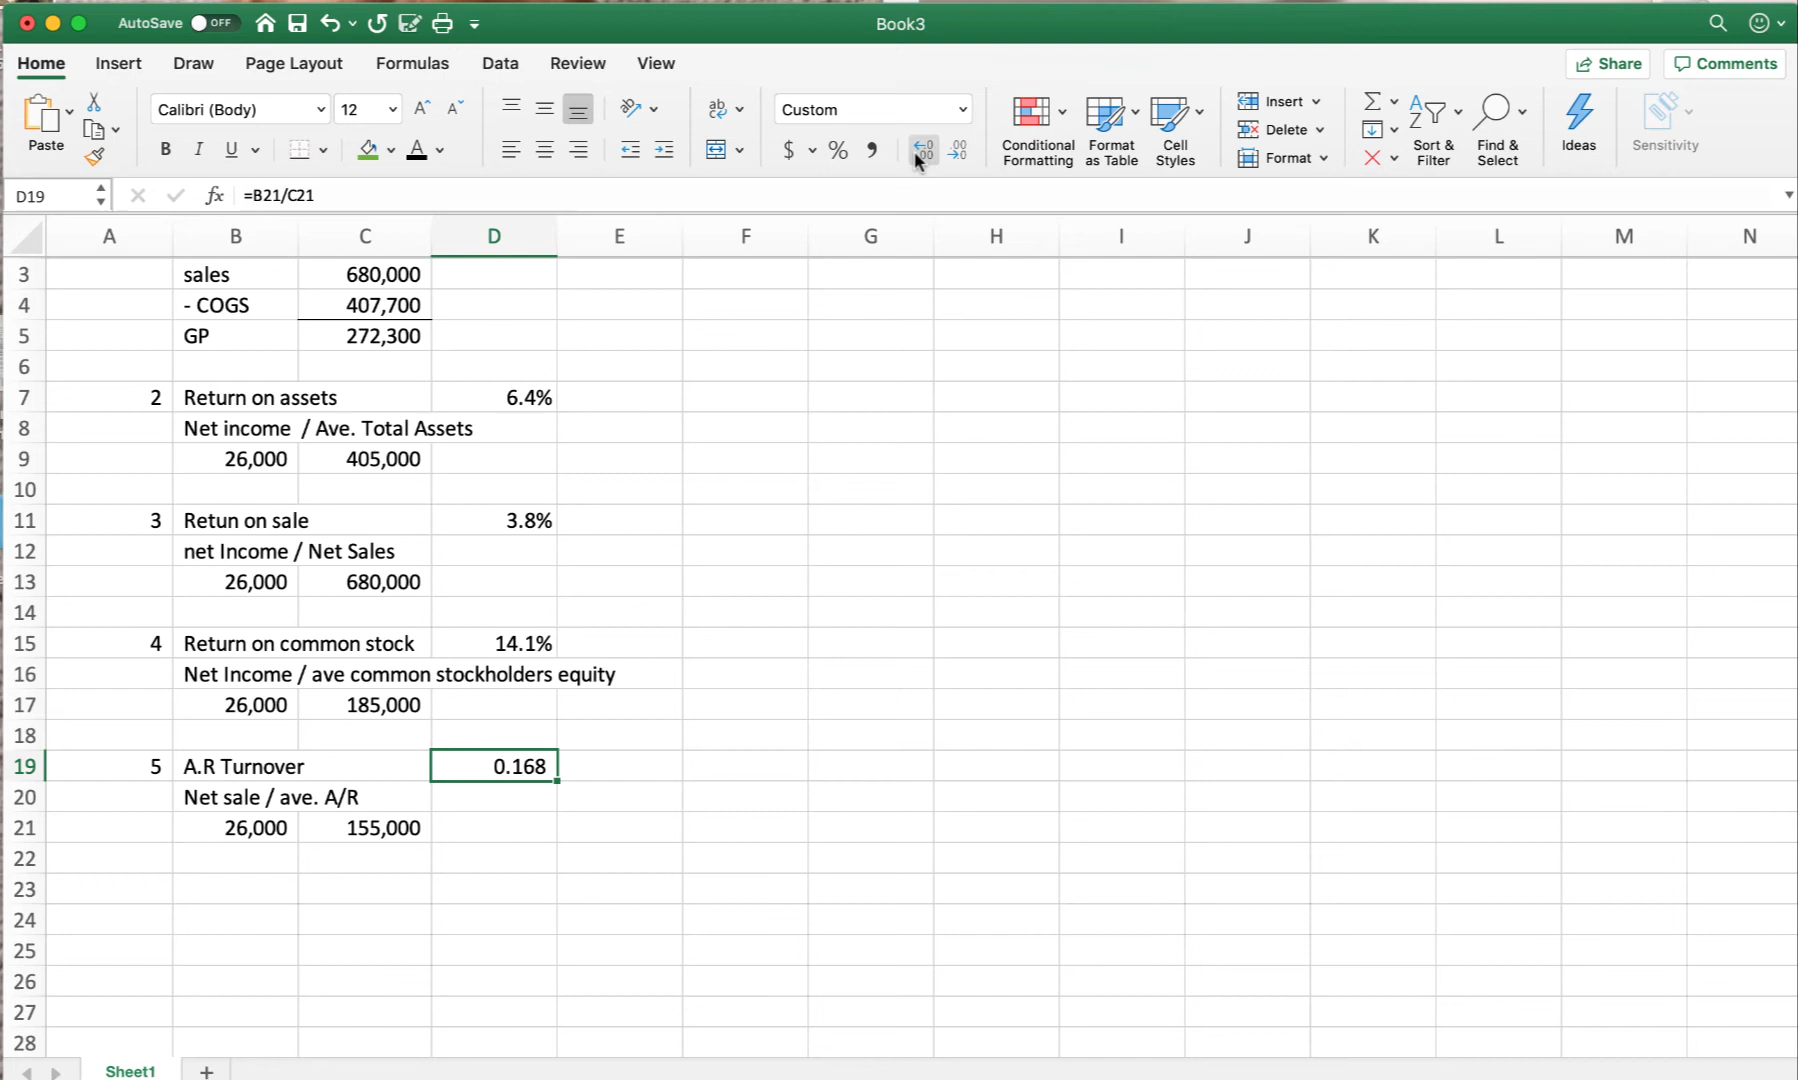 AutoSave OFF Book3
Home Insert Draw Page Layout Formulas Data Review View Share Comments
Paste Calibri (Body) 12 A A ab Custom Conditional Formatting Format as Table Cell Styles Insert Delete Format Sort & Filter Find & Select Ideas Sensitivity
B I U A $ % 9
D19 fx =B21/C21
A B C D E F G H I J K L M N
3 sales 680,000
4 - COGS 407,700
5 GP 272,300
6
7 2 Return on assets 6.4%
8 Net income / Ave. Total Assets
9 26,000 405,000
10
11 3 Retun on sale 3.8%
12 net Income / Net Sales
13 26,000 680,000
14
15 4 Return on common stock 14.1%
16 Net Income / ave common stockholders equity
17 26,000 185,000
18
19 5 A.R Turnover 0.168
20 Net sale / ave. A/R
21 26,000 155,000
22
23
24
25
26
27
28
Sheet1 +